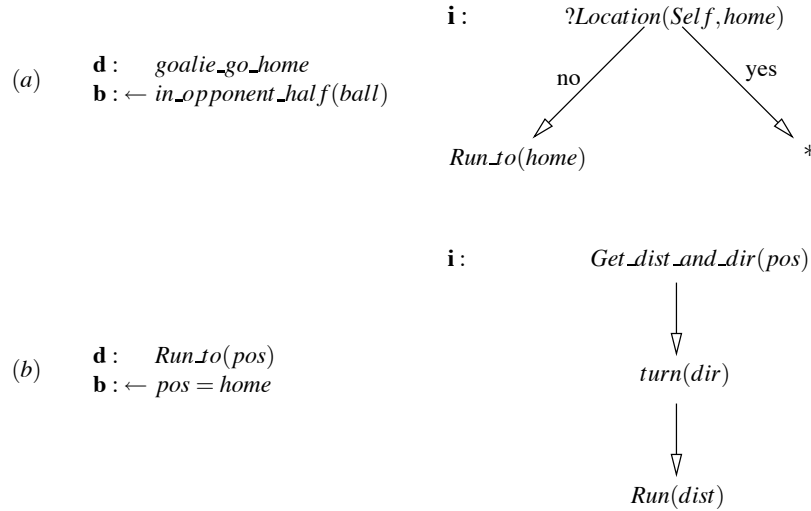 i : ?Location(Self, home)
(a) d : goalie_go_home
b : ← in_opponent_half(ball)
no yes
Run_to(home) *
i : Get_dist_and_dir(pos)
(b) d : Run_to(pos)
b : ← pos = home
turn(dir)
Run(dist)